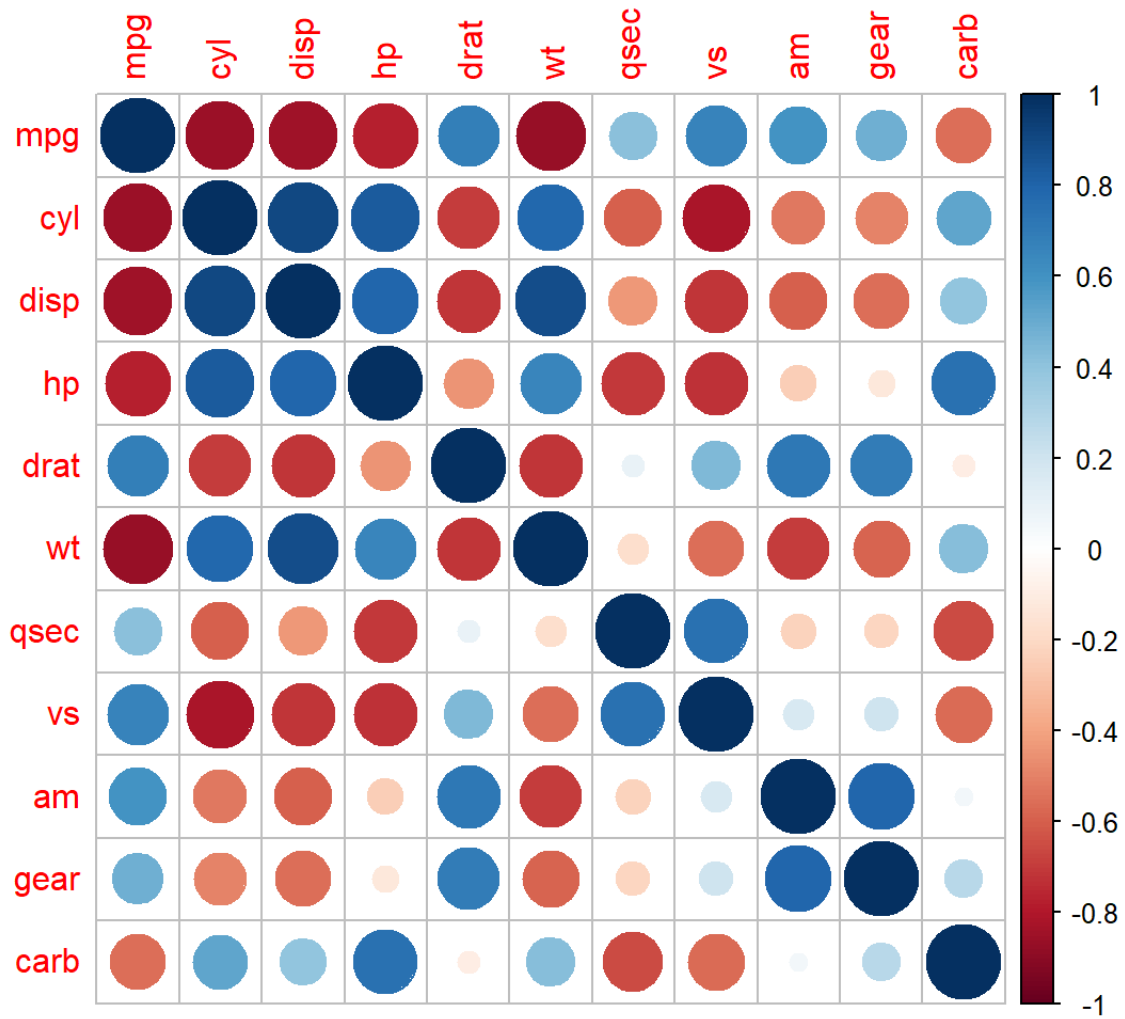 mpg cyl disp hp drat wt qsec vs am gear carb
mpg
cyl
disp
hp
drat
wt
qsec
vs
am
gear
carb
1
0.8
0.6
0.4
0.2
0
-0.2
-0.4
-0.6
-0.8
-1